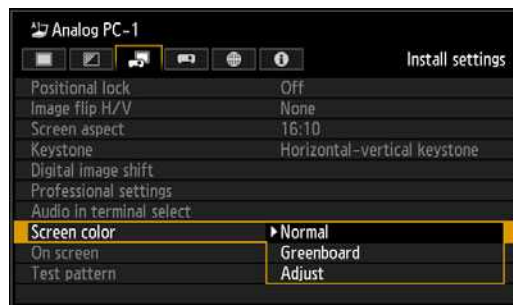 Analog PC-1
Install settings
Positional lock Off
Image flip H/V None
Screen aspect 16:10
Keystone Horizontal-vertical keystone
Digital image shift
Professional settings
Audio in terminal select
Screen color Normal
On screen Greenboard
Test pattern Adjust